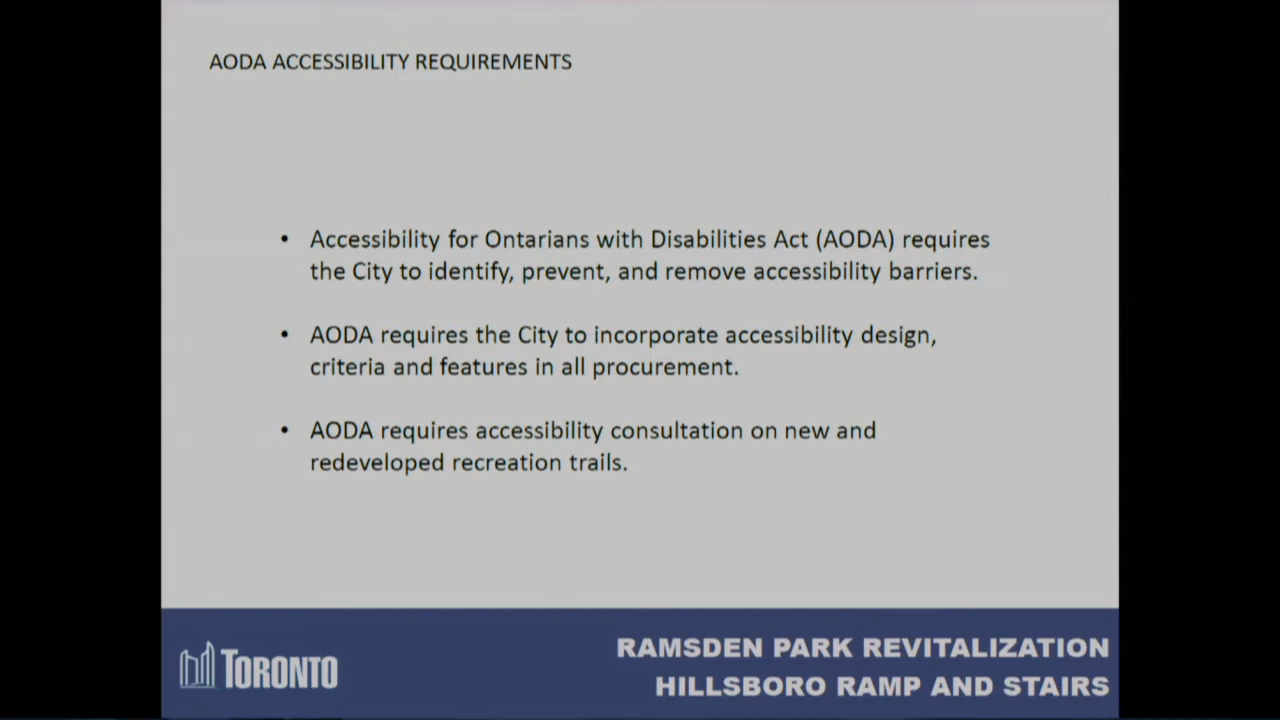 AODA ACCESSIBILITY REQUIREMENTS
• Accessibility for Ontarians with Disabilities Act (AODA) requires
the City to identify, prevent, and remove accessibility barriers.
• AODA requires the City to incorporate accessibility design,
criteria and features in all procurement.
• AODA requires accessibility consultation on new and
redeveloped recreation trails.
TORONTO
RAMSDEN PARK REVITALIZATION
HILLSBORO RAMP AND STAIRS